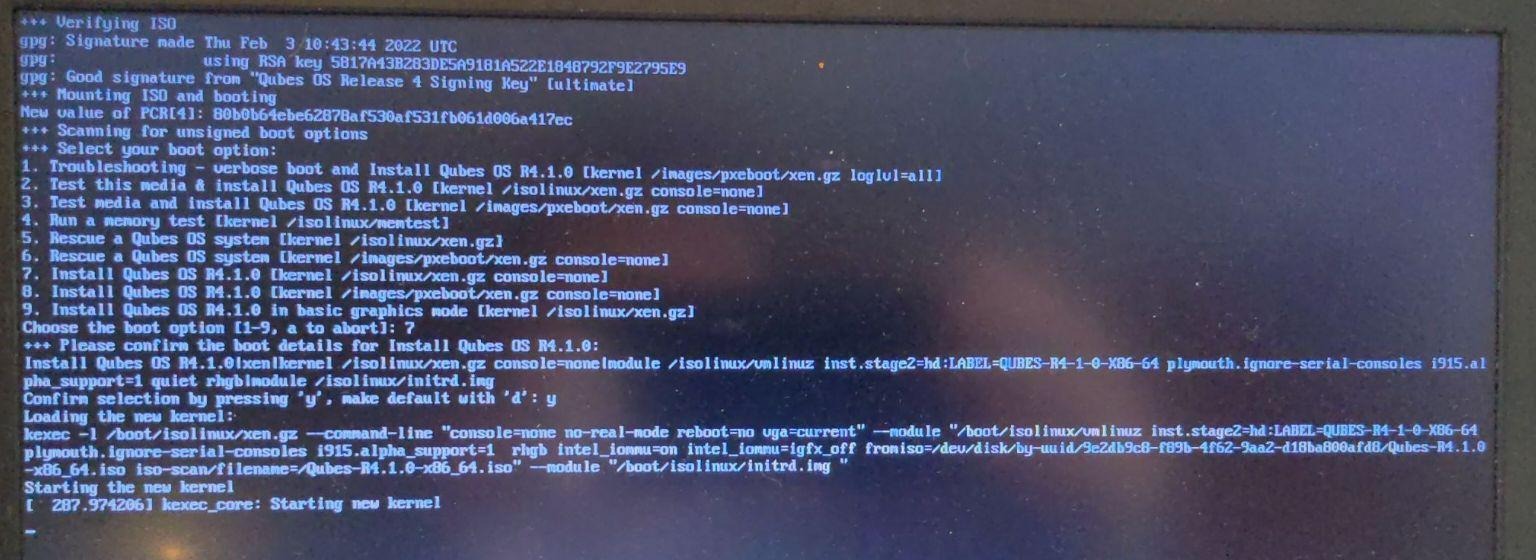 +++ Verifying ISO
gpg: Signature made Thu Feb  3 10:43:44 2022 UTC
gpg:                using RSA key 5817A43B283DE5A9181A522E1848792F9E2795E9
gpg: Good signature from "Qubes OS Release 4 Signing Key" [ultimate]
+++ Mounting ISO and booting
New value of PCR[4]: 80b0b64ebe62878af530af531fb061d006a417ec
+++ Scanning for unsigned boot options
+++ Select your boot option:
1. Troubleshooting - verbose boot and Install Qubes OS R4.1.0 [kernel /images/pxeboot/xen.gz loglvl=all]
2. Test this media & install Qubes OS R4.1.0 [kernel /isolinux/xen.gz console=none]
3. Test media and install Qubes OS R4.1.0 [kernel /images/pxeboot/xen.gz console=none]
4. Run a memory test [kernel /isolinux/memtest]
5. Rescue a Qubes OS system [kernel /isolinux/xen.gz]
6. Rescue a Qubes OS system [kernel /images/pxeboot/xen.gz console=none]
7. Install Qubes OS R4.1.0 [kernel /isolinux/xen.gz console=none]
8. Install Qubes OS R4.1.0 [kernel /images/pxeboot/xen.gz console=none]
9. Install Qubes OS R4.1.0 in basic graphics mode [kernel /isolinux/xen.gz]
Choose the boot option [1-9, a to abort]: 7
+++ Please confirm the boot details for Install Qubes OS R4.1.0:
Install Qubes OS R4.1.0|xen|kernel /isolinux/xen.gz console=none|module /isolinux/vmlinuz inst.stage2=hd:LABEL=QUBES-R4-1-0-X86-64 plymouth.ignore-serial-consoles i915.al
pha_support=1 quiet rhgb|module /isolinux/initrd.img
Confirm selection by pressing 'y', make default with 'd': y
Loading the new kernel:
kexec -l /boot/isolinux/xen.gz --command-line "console=none no-real-mode reboot=no vga=current" --module "/boot/isolinux/vmlinuz inst.stage2=hd:LABEL=QUBES-R4-1-0-X86-64
plymouth.ignore-serial-consoles i915.alpha_support=1  rhgb intel_iommu=on intel_iommu=igfx_off fromiso=/dev/disk/by-uuid/9e2db9c8-f89b-4f62-9aa2-d18ba800afd8/Qubes-R4.1.0
-x86_64.iso iso-scan/filename=/Qubes-R4.1.0-x86_64.iso" --module "/boot/isolinux/initrd.img "
Starting the new kernel
[  287.974206] kexec_core: Starting new kernel